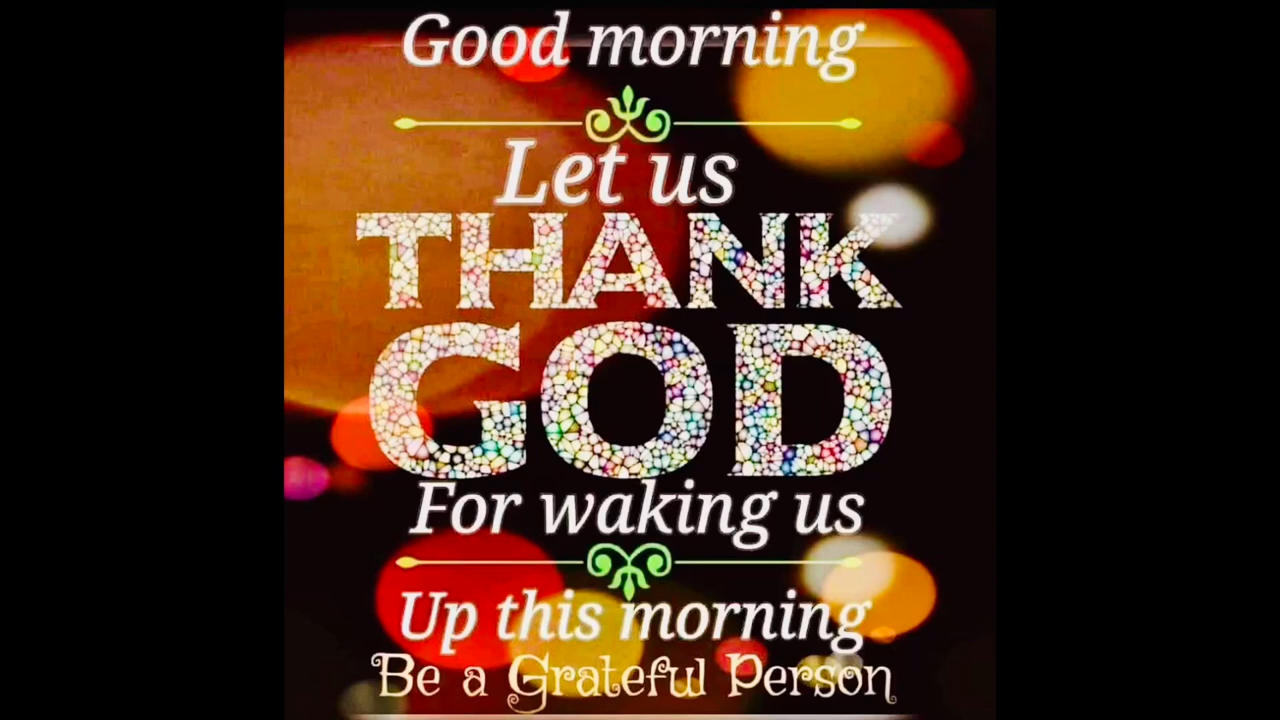 Good morning
Let us
THANK
GOD
For waking us
Up this morning
Be a Grateful Person